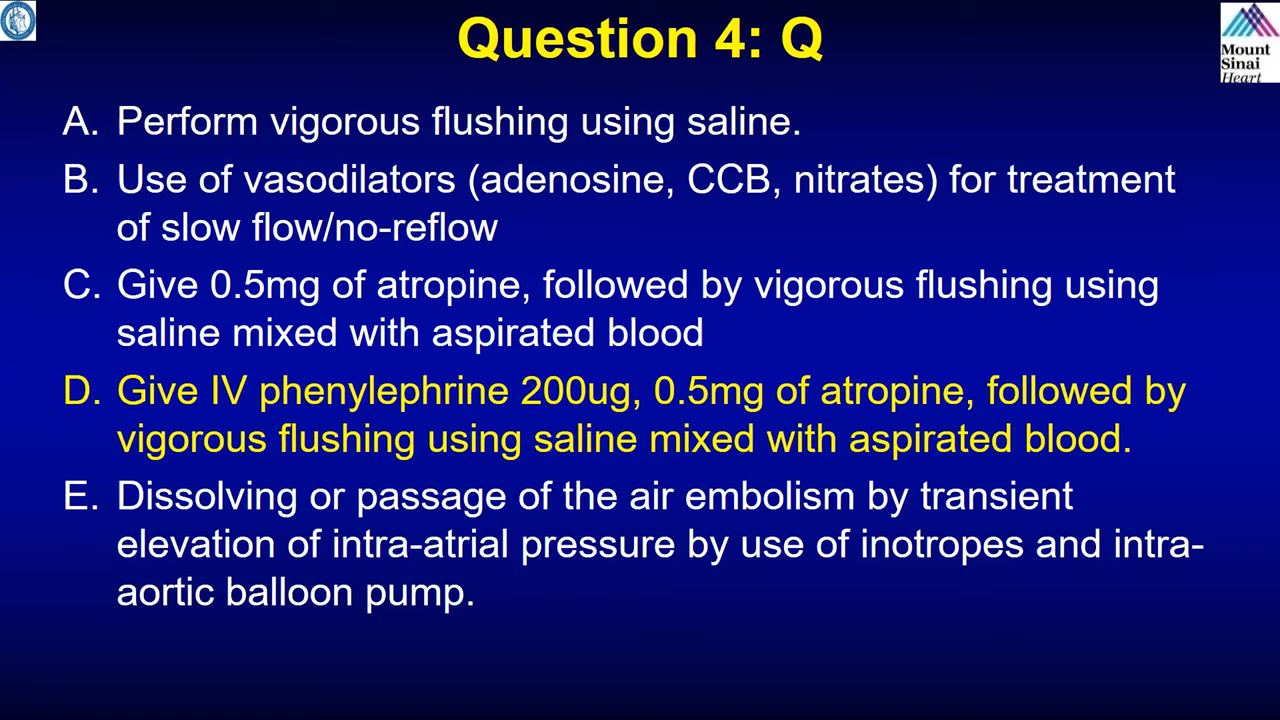 Question 4: Q
Mount
Sinai
Heart
A. Perform vigorous flushing using saline.
B. Use of vasodilators (adenosine, CCB, nitrates) for treatment
of slow flow/no-reflow
C. Give 0.5mg of atropine, followed by vigorous flushing using
saline mixed with aspirated blood
D. Give IV phenylephrine 200ug, 0.5mg of atropine, followed by
vigorous flushing using saline mixed with aspirated blood.
E. Dissolving or passage of the air embolism by transient
elevation of intra-atrial pressure by use of inotropes and intra-
aortic balloon pump.